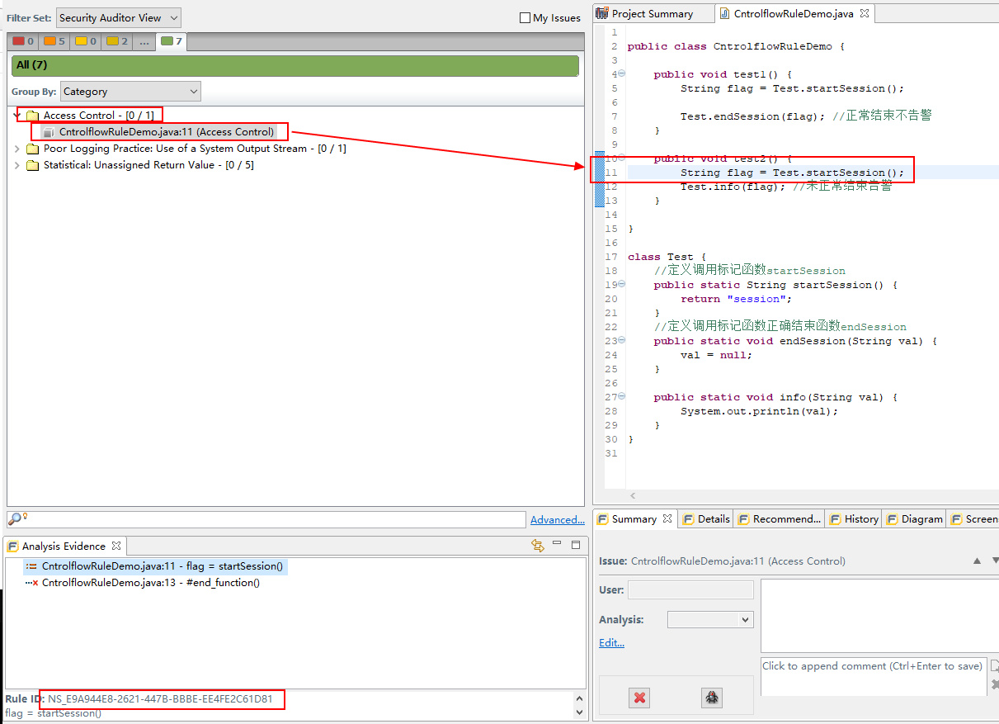 Filter Set: Security Auditor View My Issues
0 5 0 2 ... 7
All (7)
Group By: Category
Access Control - [0 / 1]
CntrolflowRuleDemo.java:11 (Access Control)
Poor Logging Practice: Use of a System Output Stream - [0 / 1]
Statistical: Unassigned Return Value - [0 / 5]
Advanced...
Analysis Evidence
CntrolflowRuleDemo.java:11 - flag = startSession()
CntrolflowRuleDemo.java:13 - #end_function()
Rule ID: NS_E9A944E8-2621-447B-BBBE-EE4FE2C61D81
flag = startSession()
Project Summary CntrolflowRuleDemo.java
1
2 public class CntrolflowRuleDemo {
3
4 public void test1() {
5 String flag = Test.startSession();
6
7 Test.endSession(flag); //正常结束不告警
8 }
9
10 public void test2() {
11 String flag = Test.startSession();
12 Test.info(flag); //未正常结束告警
13 }
14
15 }
16
17 class Test {
18 //定义调用标记函数startSession
19 public static String startSession() {
20 return "session";
21 }
22 //定义调用标记函数正确结束函数endSession
23 public static void endSession(String val) {
24 val = null;
25 }
26
27 public static void info(String val) {
28 System.out.println(val);
29 }
30 }
31
Summary Details Recommend... History Diagram Screen
Issue: CntrolflowRuleDemo.java:11 (Access Control)
User:
Analysis:
Edit...
Click to append comment (Ctrl+Enter to save)